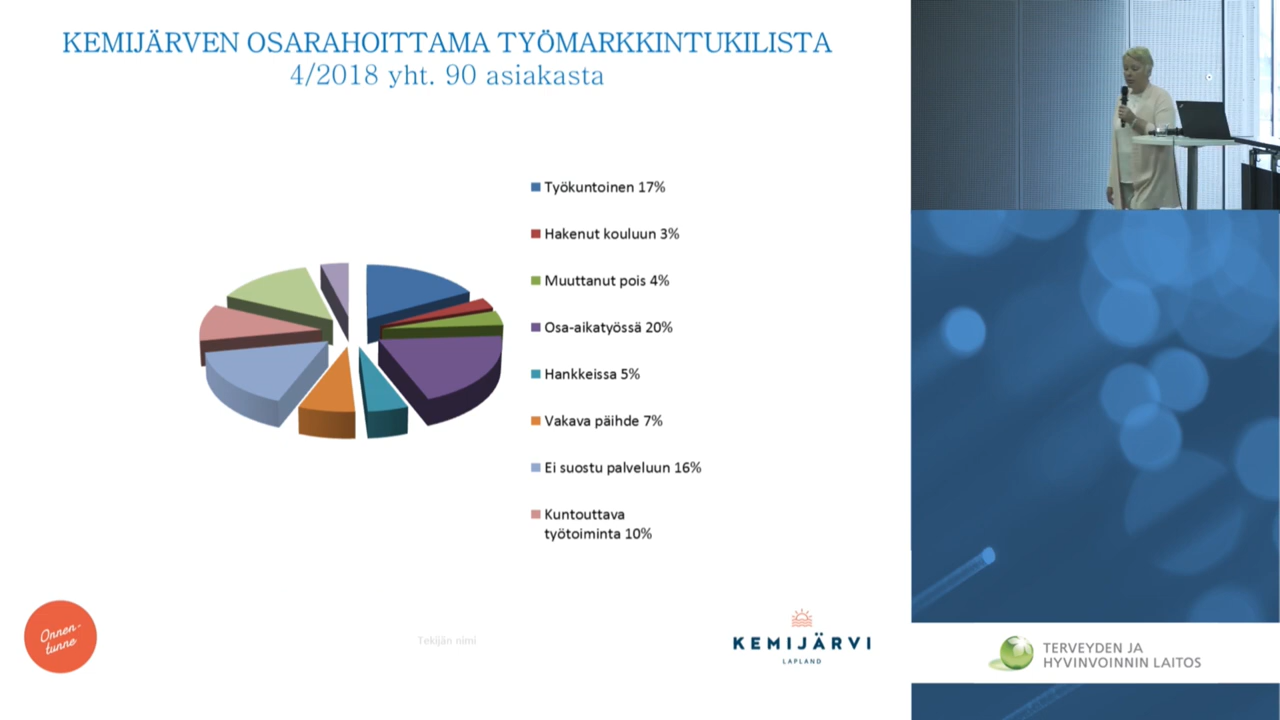 KEMIJÄRVEN OSARAHOITTAMA TYÖMARKKINTUKILISTA
4/2018 yht. 90 asiakasta
Työkuntoinen 17%
Hakenut kouluun 3%
Muuttanut pois 4%
Osa-aikatyössä 20%
Hankkeissa 5%
Vakava päihde 7%
Ei suostu palveluun 16%
Kuntouttava
työtoiminta 10%
Onnen-
tunne
Tekijän nimi
KEMIJÄRVI
LAPLAND
TERVEYDEN JA
HYVINVOINNIN LAITOS